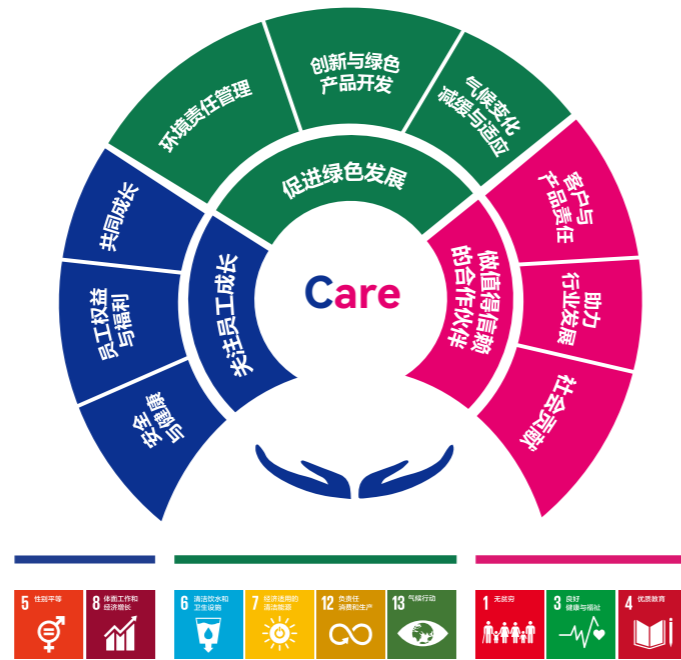 创新与绿色
产品开发
环境责任管理
气候变化
减缓与适应
促进绿色发展
客户与
产品责任
共同成长
做值得信赖
的合作伙伴
关注员工成长
Care
员工权益
与福利
助力
行业发展
安全
与健康
社会贡献
5 性别平等
8 体面工作和
经济增长
6 清洁饮水和
卫生设施
7 经济适用的
清洁能源
12 负责任
消费和生产
13 气候行动
1 无贫穷
3 良好
健康与福祉
4 优质教育